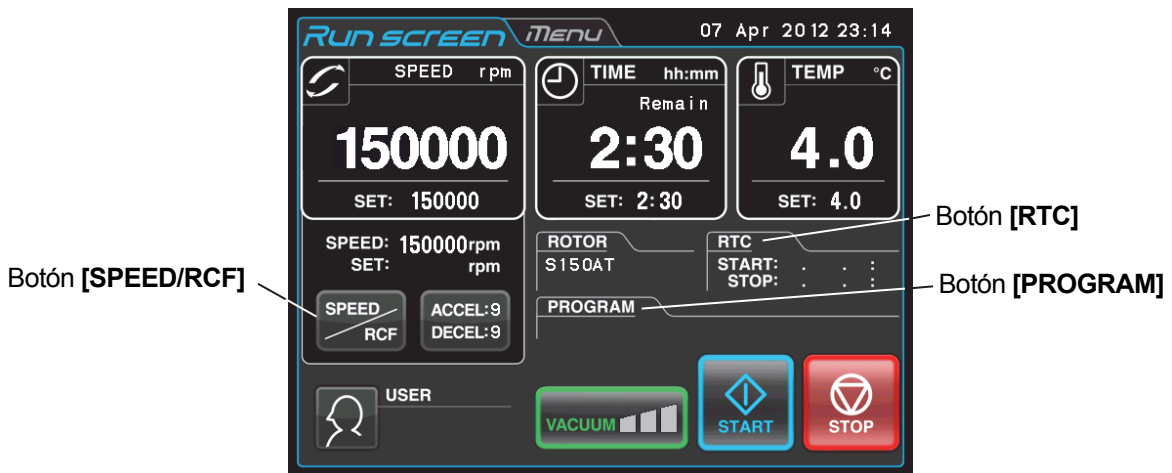 Run screen Menu 07 Apr 2012 23:14
SPEED rpm
150000
SET: 150000
TIME hh:mm
Remain
2:30
SET: 2:30
TEMP °C
4.0
SET: 4.0
Botón [RTC]
SPEED: 150000rpm
SET: rpm
ROTOR
S150AT
RTC
START: . . :
STOP: . . :
Botón [SPEED/RCF]
Botón [PROGRAM]
SPEED
RCF
ACCEL:9
DECEL:9
PROGRAM
USER
VACUUM
START
STOP